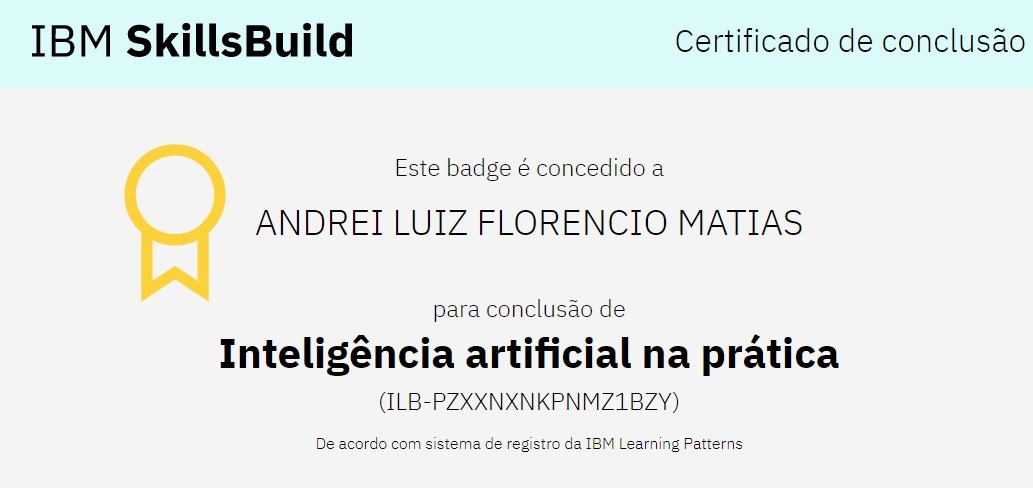 IBM SkillsBuild
Certificado de conclusão
Este badge é concedido a
ANDREI LUIZ FLORENCIO MATIAS
para conclusão de
Inteligência artificial na prática
(ILB-PZXXNXNKPNMZ1BZY)
De acordo com sistema de registro da IBM Learning Patterns